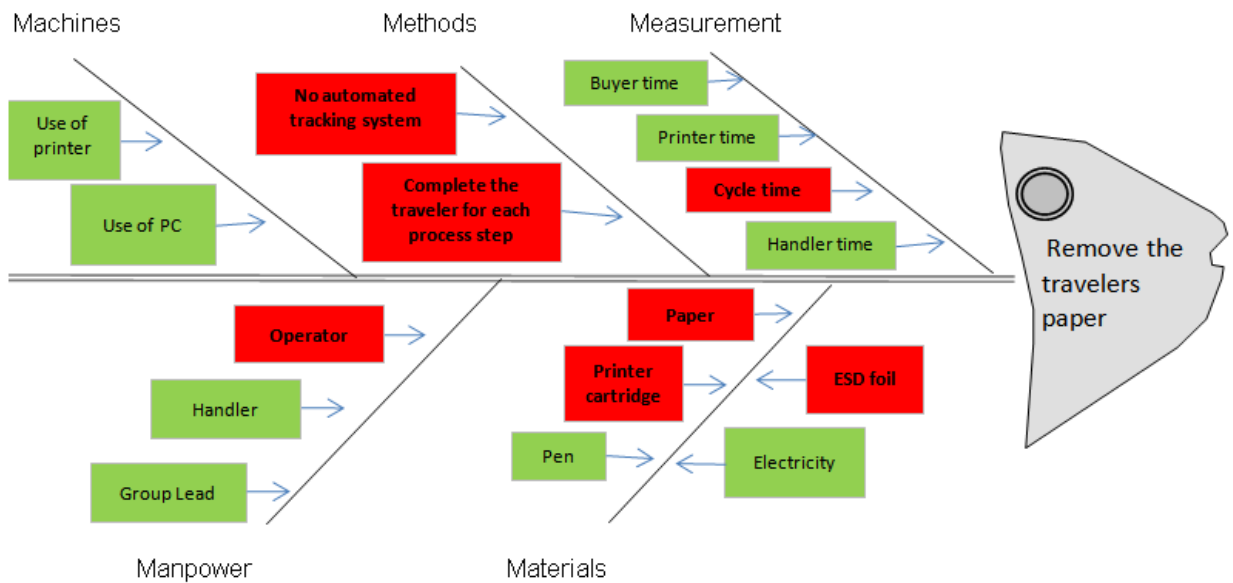 Machines
Methods
Measurement
Use of
printer
Use of PC
No automated
tracking system
Complete the
traveler for each
process step
Buyer time
Printer time
Cycle time
Handler time
Remove the
travelers
paper
Operator
Handler
Group Lead
Paper
Printer
cartridge
ESD foil
Pen
Electricity
Manpower
Materials